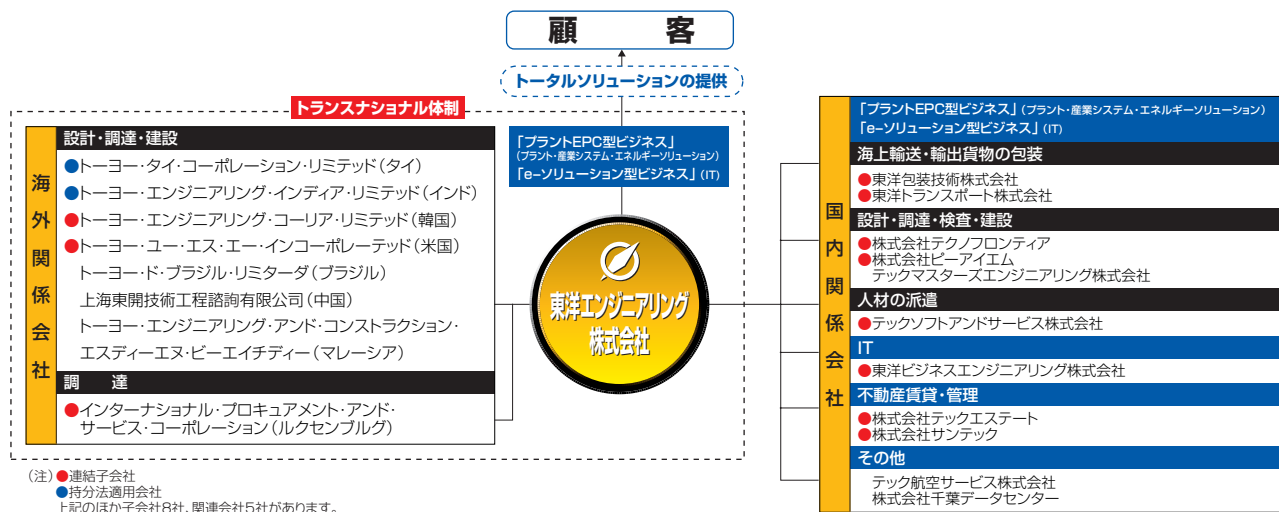 顧 客
トータルソリューションの提供
トランスナショナル体制
「プラントEPC型ビジネス」
(プラント・産業システム・エネルギーソリューション)
「e-ソリューション型ビジネス」(IT)
海外関係会社
設計・調達・建設
●トーヨー・タイ・コーポレーション・リミテッド(タイ)
●トーヨー・エンジニアリング・インディア・リミテッド(インド)
●トーヨー・エンジニアリング・コーリア・リミテッド(韓国)
●トーヨー・ユー・エス・エー・インコーポレーテッド(米国)
トーヨー・ド・ブラジル・リミターダ(ブラジル)
上海東開技術工程諮詢有限公司(中国)
トーヨー・エンジニアリング・アンド・コンストラクション・
エスディーエヌ・ビーエイチディー(マレーシア)
調 達
●インターナショナル・プロキュアメント・アンド・
サービス・コーポレーション(ルクセンブルグ)
東洋エンジニアリング
株式会社
国内関係会社
「プラントEPC型ビジネス」(プラント・産業システム・エネルギーソリューション)
「e-ソリューション型ビジネス」(IT)
海上輸送・輸出貨物の包装
●東洋包装技術株式会社
●東洋トランスポート株式会社
設計・調達・検査・建設
●株式会社テクノフロンティア
●株式会社ピーアイエム
テックマスターズエンジニアリング株式会社
人材の派遣
●テックソフトアンドサービス株式会社
IT
●東洋ビジネスエンジニアリング株式会社
不動産賃貸・管理
●株式会社テックエステート
●株式会社サンテック
その他
テック航空サービス株式会社
株式会社千葉データセンター
(注)●連結子会社
●持分法適用会社
上記のほか子会社8社、関連会社5社があります。